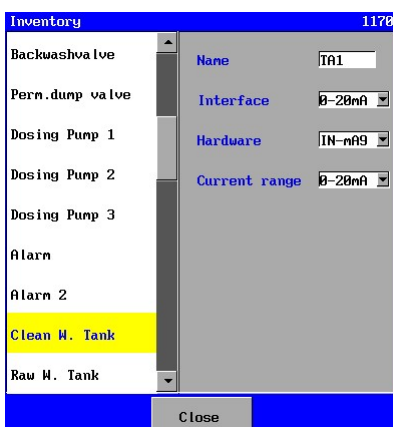 Inventory 1170
Backwashvalve
Perm.dump valve
Dosing Pump 1
Dosing Pump 2
Dosing Pump 3
Alarm
Alarm 2
Clean W. Tank
Raw W. Tank
Name TA1
Interface 0-20mA
Hardware IN-mA9
Current range 0-20mA
Close